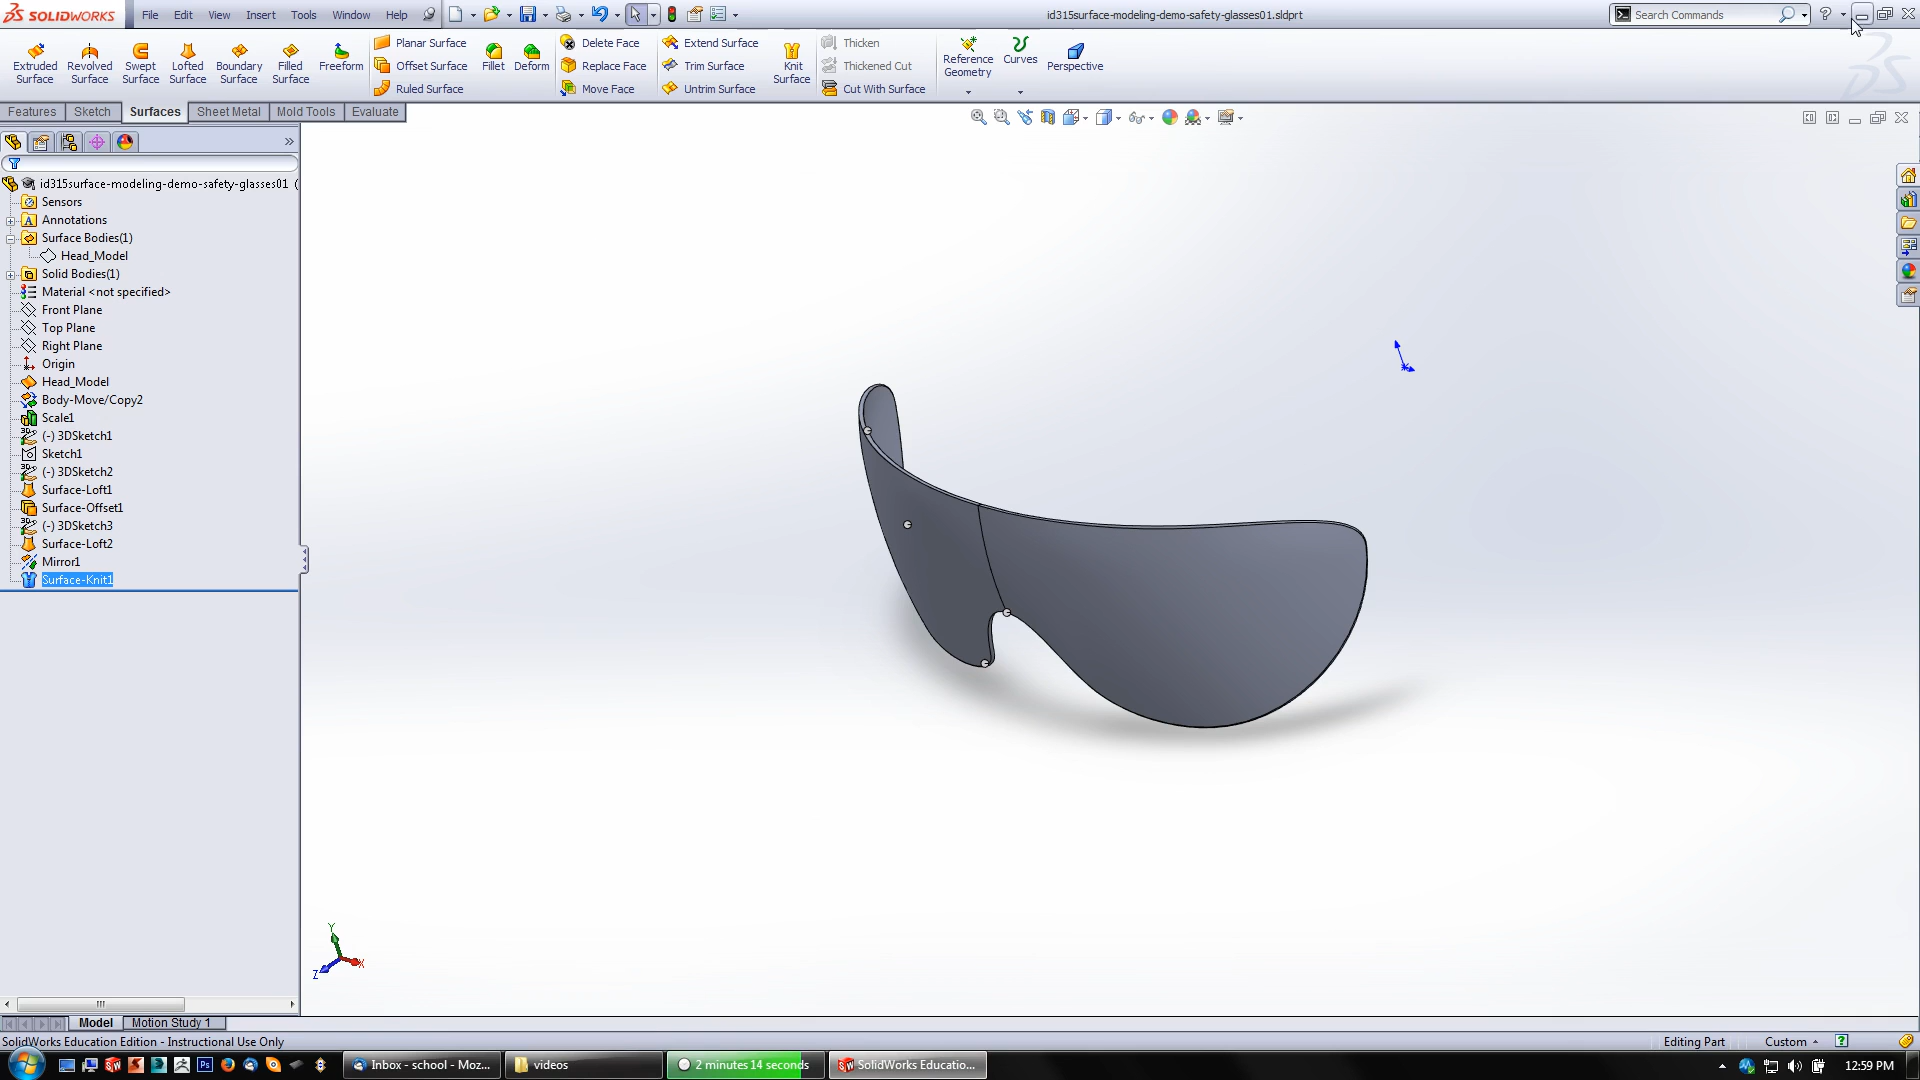 SOLIDWORKS File Edit View Insert Tools Window Help id315surface-modeling-demo-safety-glasses01.sldprt Search Commands
Extruded Surface
Revolved Surface
Swept Surface
Lofted Surface
Boundary Surface
Filled Surface
Freeform
Planar Surface
Offset Surface
Ruled Surface
Fillet
Deform
Delete Face
Replace Face
Move Face
Extend Surface
Trim Surface
Untrim Surface
Knit Surface
Thicken
Thickened Cut
Cut With Surface
Reference Geometry
Curves
Perspective
Features Sketch Surfaces Sheet Metal Mold Tools Evaluate
id315surface-modeling-demo-safety-glasses01 (
Sensors
Annotations
Surface Bodies(1)
Head_Model
Solid Bodies(1)
Material <not specified>
Front Plane
Top Plane
Right Plane
Origin
Head_Model
Body-Move/Copy2
Scale1
(-) 3DSketch1
Sketch1
(-) 3DSketch2
Surface-Loft1
Surface-Offset1
(-) 3DSketch3
Surface-Loft2
Mirror1
Surface-Knit1
Y
X
Z
Model Motion Study 1
SolidWorks Education Edition - Instructional Use Only Editing Part Custom
Inbox - school - Moz... videos 2 minutes 14 seconds SolidWorks Educatio... 12:59 PM